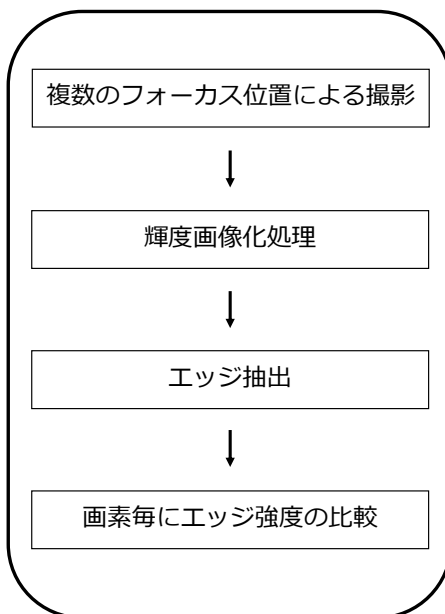 複数のフォーカス位置による撮影
輝度画像化処理
エッジ抽出
画素毎にエッジ強度の比較